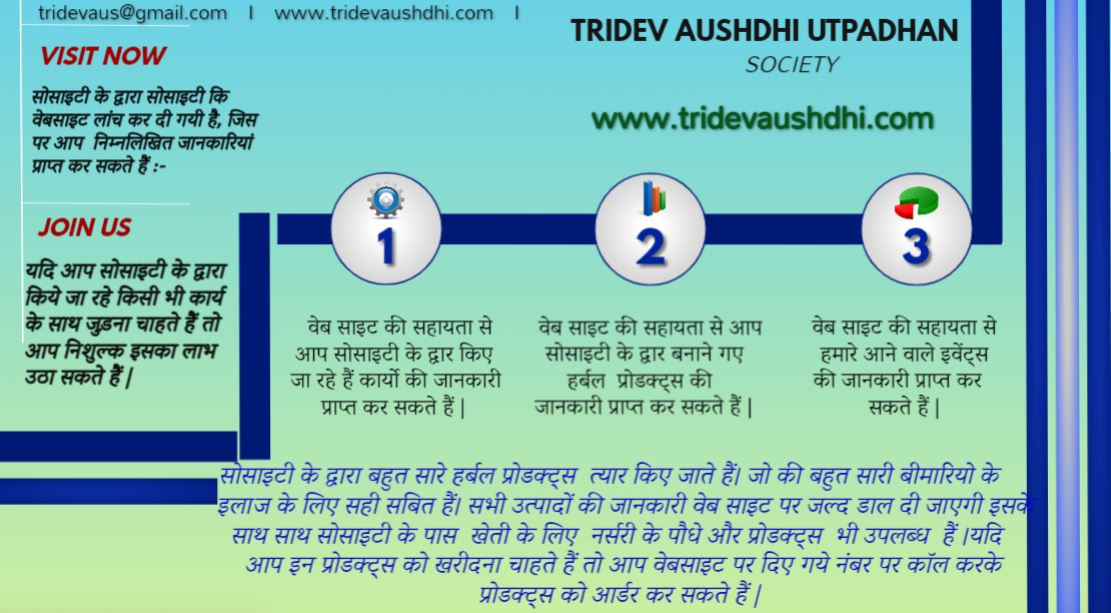 tridevaus@gmail.com I www.tridevaushdhi.com I
TRIDEV AUSHDHI UTPADHAN
SOCIETY
www.tridevaushdhi.com
VISIT NOW
सोसाइटी के द्वारा सोसाइटी कि
वेबसाइट लांच कर दी गयी है, जिस
पर आप निम्नलिखित जानकारियां
प्राप्त कर सकते हैं :-
JOIN US
यदि आप सोसाइटी के द्वारा
किये जा रहे किसी भी कार्य
के साथ जुड़ना चाहते हैं तो
आप निशुल्क इसका लाभ
उठा सकते हैं |
1
वेब साइट की सहायता से
आप सोसाइटी के द्वार किए
जा रहे हैं कार्यो की जानकारी
प्राप्त कर सकते हैं |
2
वेब साइट की सहायता से आप
सोसाइटी के द्वार बनाने गए
हर्बल प्रोडक्ट्स की
जानकारी प्राप्त कर सकते हैं |
3
वेब साइट की सहायता से
हमारे आने वाले इवेंट्स
की जानकारी प्राप्त कर
सकते हैं |
सोसाइटी के द्वारा बहुत सारे हर्बल प्रोडक्ट्स त्यार किए जाते हैं। जो की बहुत सारी बीमारियो के
इलाज के लिए सही सबित हैं। सभी उत्पादों की जानकारी वेब साइट पर जल्द डाल दी जाएगी इसके
साथ साथ सोसाइटी के पास खेती के लिए नर्सरी के पौधे और प्रोडक्ट्स भी उपलब्ध हैं ।यदि
आप इन प्रोडक्ट्स को खरीदना चाहते हैं तो आप वेबसाइट पर दिए गये नंबर पर कॉल करके
प्रोडक्ट्स को आर्डर कर सकते हैं |